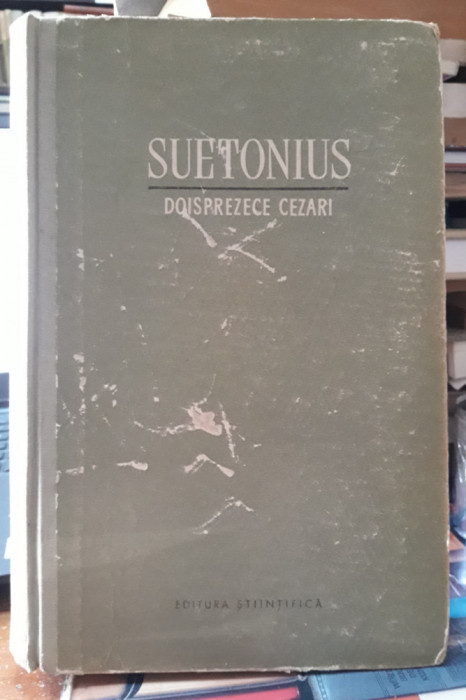 SUETONIUS
DOISPREZECE CEZARI
EDITURA ȘTIINȚIFICĂ